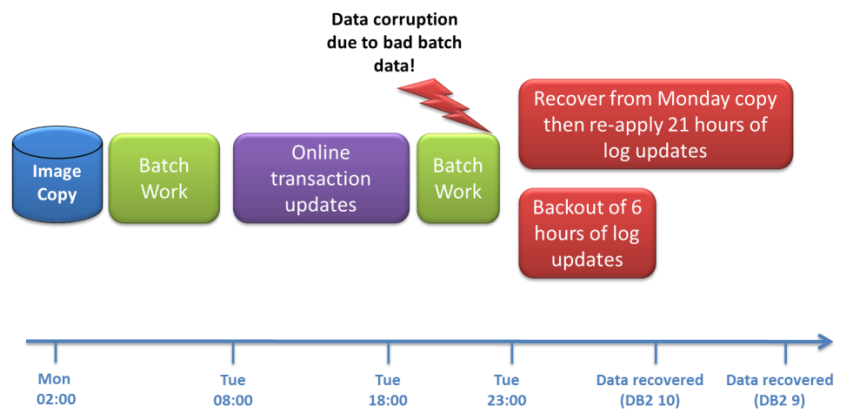 Data corruption
due to bad batch
data!
Image
Copy
Batch
Work
Online
transaction
updates
Batch
Work
Recover from Monday copy
then re-apply 21 hours of
log updates
Backout of 6
hours of log
updates
Mon
02:00
Tue
08:00
Tue
18:00
Tue
23:00
Data recovered
(DB2 10)
Data recovered
(DB2 9)